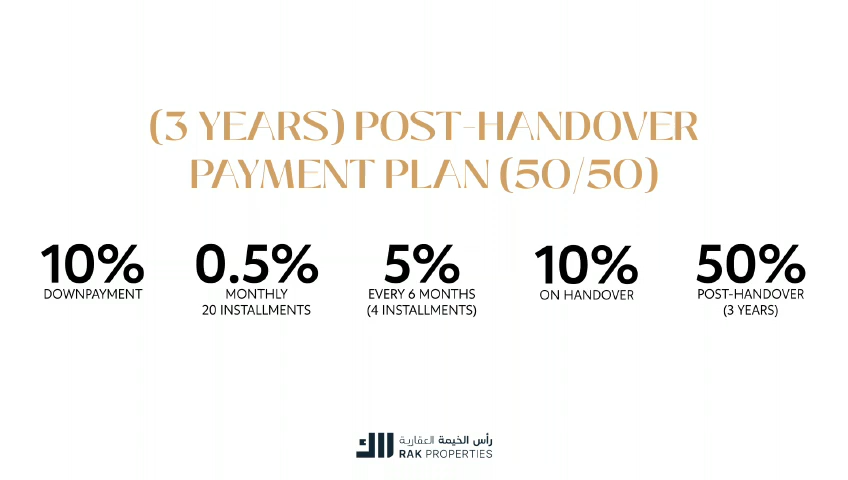 (3 YEARS) POST-HANDOVER
PAYMENT PLAN (50/50)
10%
DOWNPAYMENT
0.5%
MONTHLY
20 INSTALLMENTS
5%
EVERY 6 MONTHS
(4 INSTALLMENTS)
10%
ON HANDOVER
50%
POST-HANDOVER
(3 YEARS)
رأس الخيمة العقارية
RAK PROPERTIES